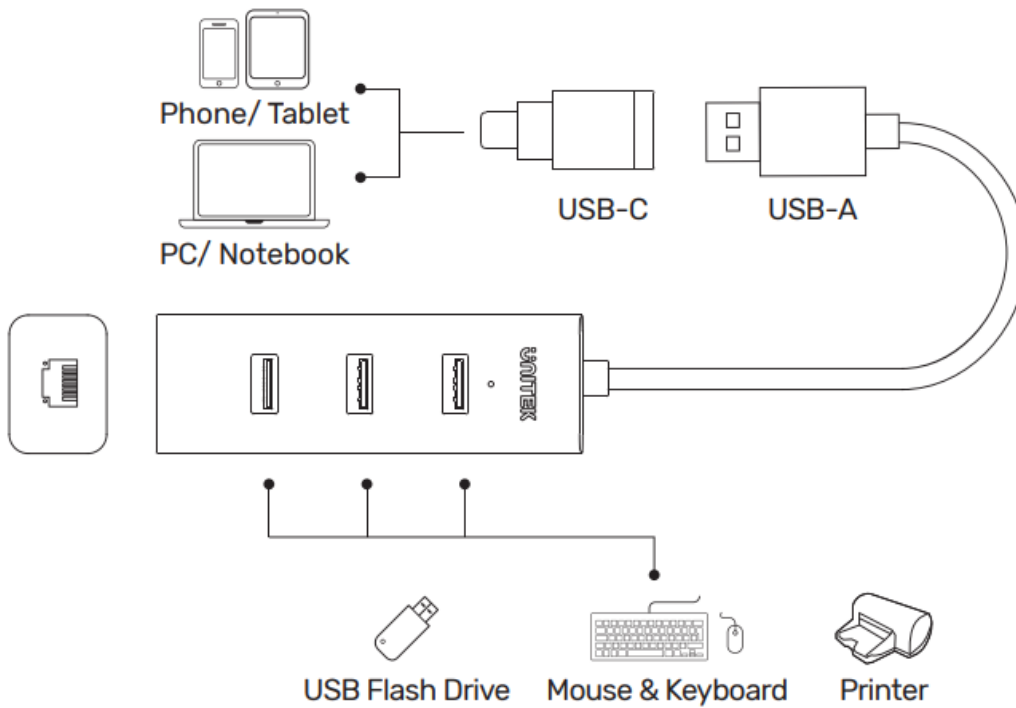 Phone/ Tablet
USB-C
USB-A
PC/ Notebook
UNITEK
USB Flash Drive
Mouse & Keyboard
Printer